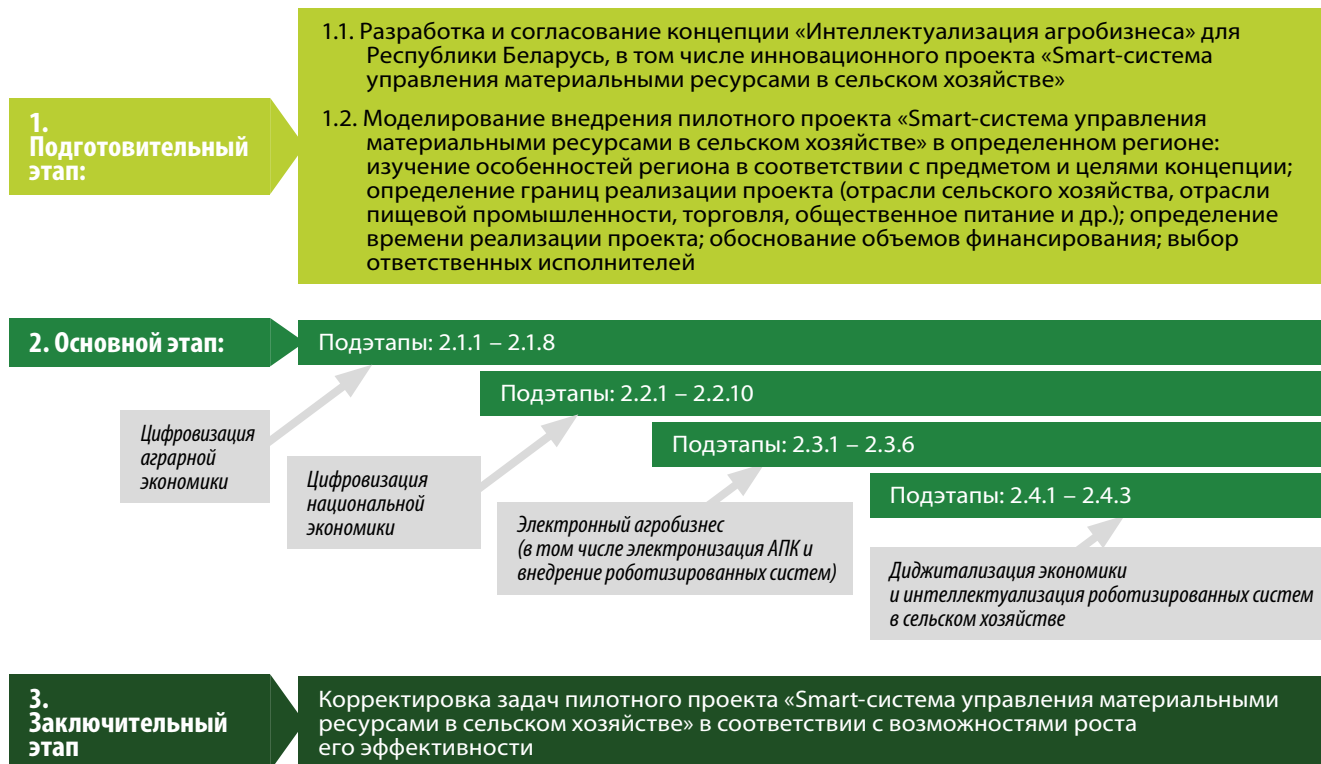 1.
Подготовительный
этап:
1.1. Разработка и согласование концепции «Интеллектуализация агробизнеса» для
Республики Беларусь, в том числе инновационного проекта «Smart-система
управления материальными ресурсами в сельском хозяйстве»
1.2. Моделирование внедрения пилотного проекта «Smart-система управления
материальными ресурсами в сельском хозяйстве» в определенном регионе:
изучение особенностей региона в соответствии с предметом и целями концепции;
определение границ реализации проекта (отрасли сельского хозяйства, отрасли
пищевой промышленности, торговля, общественное питание и др.); определение
времени реализации проекта; обоснование объемов финансирования; выбор
ответственных исполнителей
2. Основной этап:
Подэтапы: 2.1.1 – 2.1.8
Подэтапы: 2.2.1 – 2.2.10
Подэтапы: 2.3.1 – 2.3.6
Подэтапы: 2.4.1 – 2.4.3
Цифровизация
аграрной
экономики
Цифровизация
национальной
экономики
Электронный агробизнес
(в том числе электронизация АПК и
внедрение роботизированных систем)
Диджитализация экономики
и интеллектуализация роботизированных систем
в сельском хозяйстве
3.
Заключительный
этап
Корректировка задач пилотного проекта «Smart-система управления материальными
ресурсами в сельском хозяйстве» в соответствии с возможностями роста
его эффективности